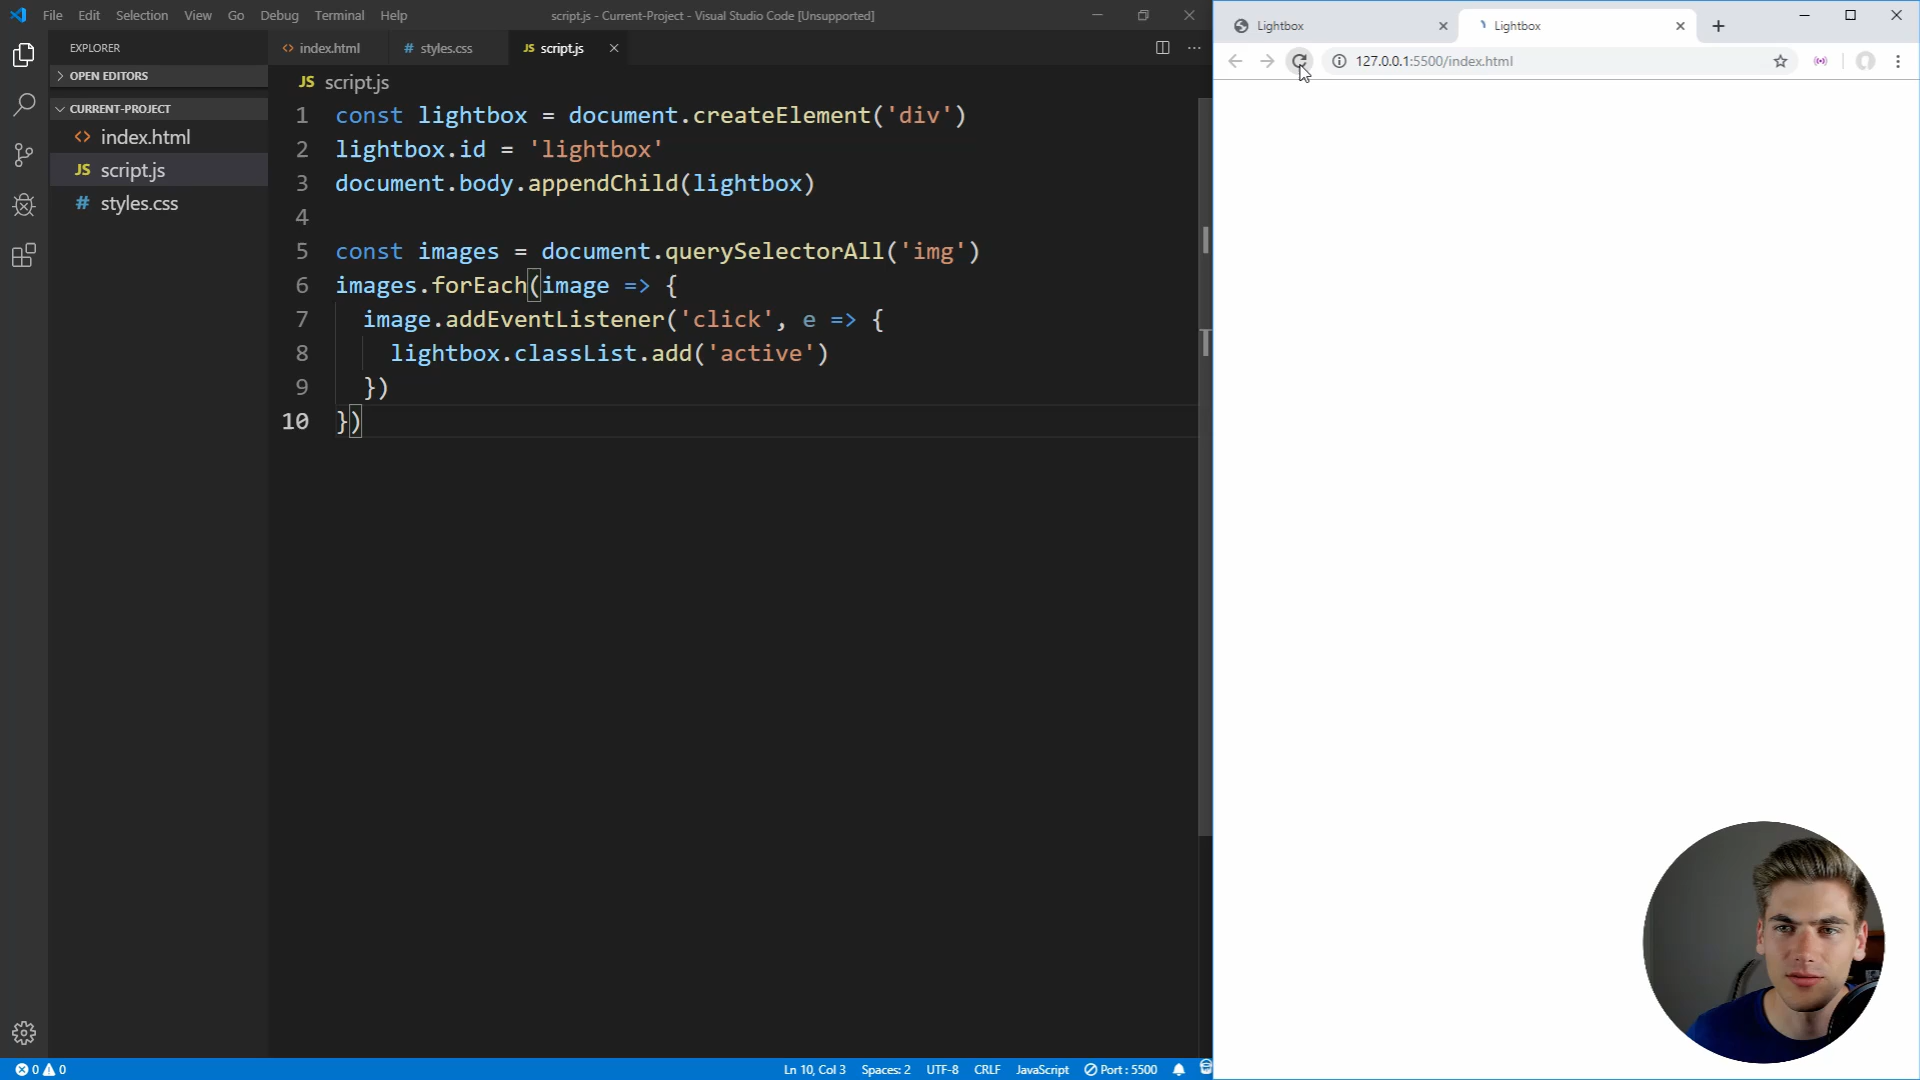 File Edit Selection View Go Debug Terminal Help
script.js - Current-Project - Visual Studio Code [Unsupported]
EXPLORER
OPEN EDITORS
CURRENT-PROJECT
index.html
JS script.js
# styles.css
index.html
# styles.css
JS script.js
JS script.js
1 const lightbox = document.createElement('div')
2 lightbox.id = 'lightbox'
3 document.body.appendChild(lightbox)
4
5 const images = document.querySelectorAll('img')
6 images.forEach(image => {
7 image.addEventListener('click', e => {
8 lightbox.classList.add('active')
9 })
10 })
0 0
Ln 10, Col 3 Spaces: 2 UTF-8 CRLF JavaScript Port : 5500
Lightbox
Lightbox
127.0.0.1:5500/index.html